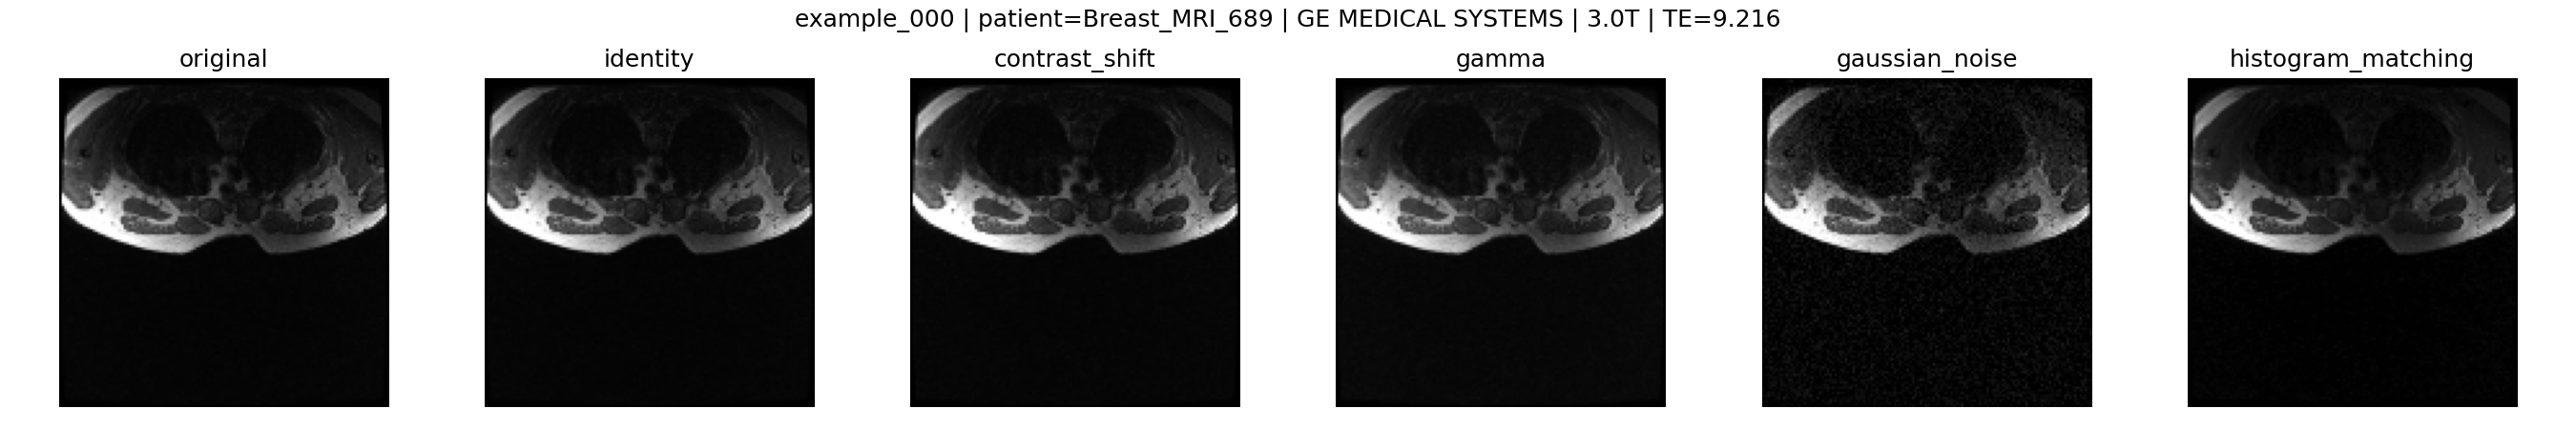 example_000 | patient=Breast_MRI_689 | GE MEDICAL SYSTEMS | 3.0T | TE=9.216
original identity contrast_shift gamma gaussian_noise histogram_matching